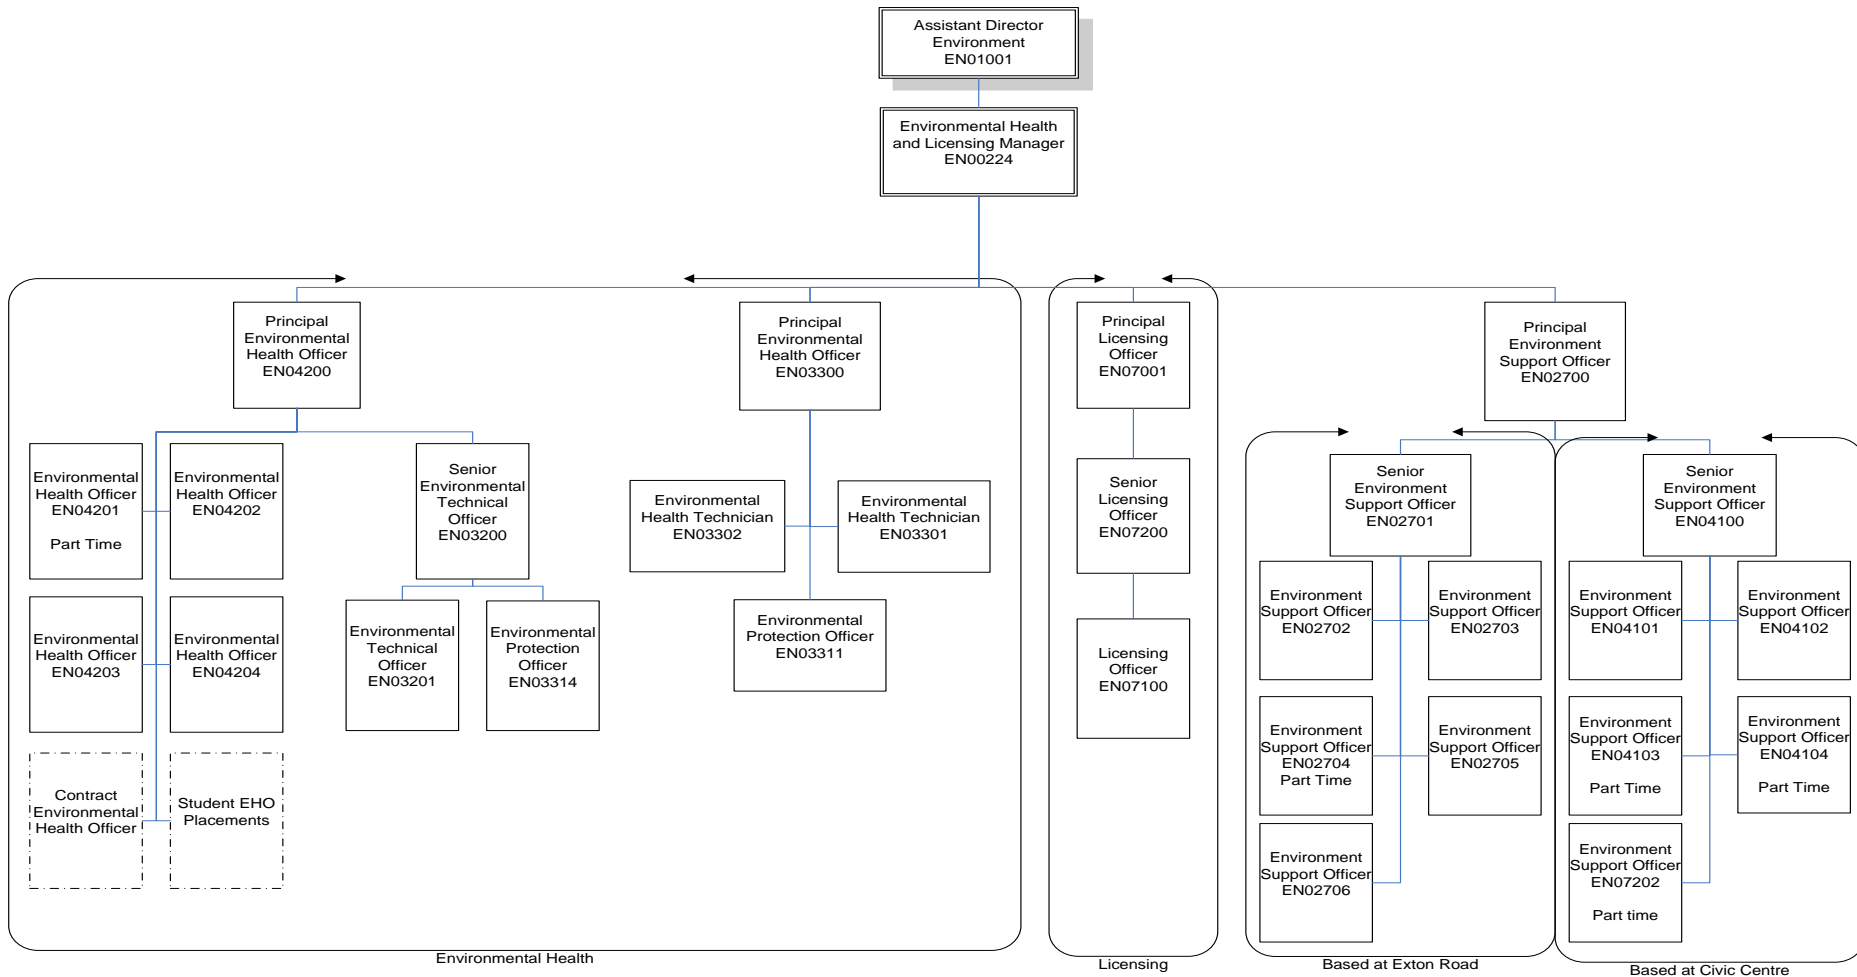 Assistant Director
Environment
EN01001
Environmental Health
and Licensing Manager
EN00224
Principal
Environmental
Health Officer
EN04200
Principal
Environmental
Health Officer
EN03300
Principal
Licensing
Officer
EN07001
Principal
Environment
Support Officer
EN02700
Environmental
Health Officer
EN04201
Part Time
Environmental
Health Officer
EN04202
Senior
Environmental
Technical
Officer
EN03200
Environmental
Health Technician
EN03302
Environmental
Health Technician
EN03301
Senior
Licensing
Officer
EN07200
Senior
Environment
Support Officer
EN02701
Senior
Environment
Support Officer
EN04100
Environmental
Health Officer
EN04203
Environmental
Health Officer
EN04204
Environmental
Technical
Officer
EN03201
Environmental
Protection
Officer
EN03314
Environmental
Protection Officer
EN03311
Licensing
Officer
EN07100
Environment
Support Officer
EN02702
Environment
Support Officer
EN02703
Environment
Support Officer
EN04101
Environment
Support Officer
EN04102
Environment
Support Officer
EN02704
Part Time
Environment
Support Officer
EN02705
Environment
Support Officer
EN04103
Part Time
Environment
Support Officer
EN04104
Part Time
Contract
Environmental
Health Officer
Student EHO
Placements
Environment
Support Officer
EN02706
Environment
Support Officer
EN07202
Part time
Environmental Health
Licensing
Based at Exton Road
Based at Civic Centre